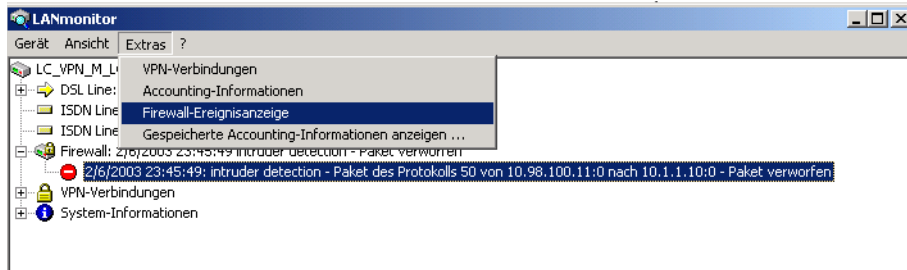 LANmonitor
Gerät Ansicht Extras ?
LC_VPN_M_L
VPN-Verbindungen
DSL Line:
Accounting-Informationen
ISDN Line
Firewall-Ereignisanzeige
ISDN Line
Gespeicherte Accounting-Informationen anzeigen ...
Firewall: 2/6/2003 23:45:49 intruder detection - Paket verworfen
2/6/2003 23:45:49: intruder detection - Paket des Protokolls 50 von 10.98.100.11:0 nach 10.1.1.10:0 - Paket verworfen
VPN-Verbindungen
System-Informationen